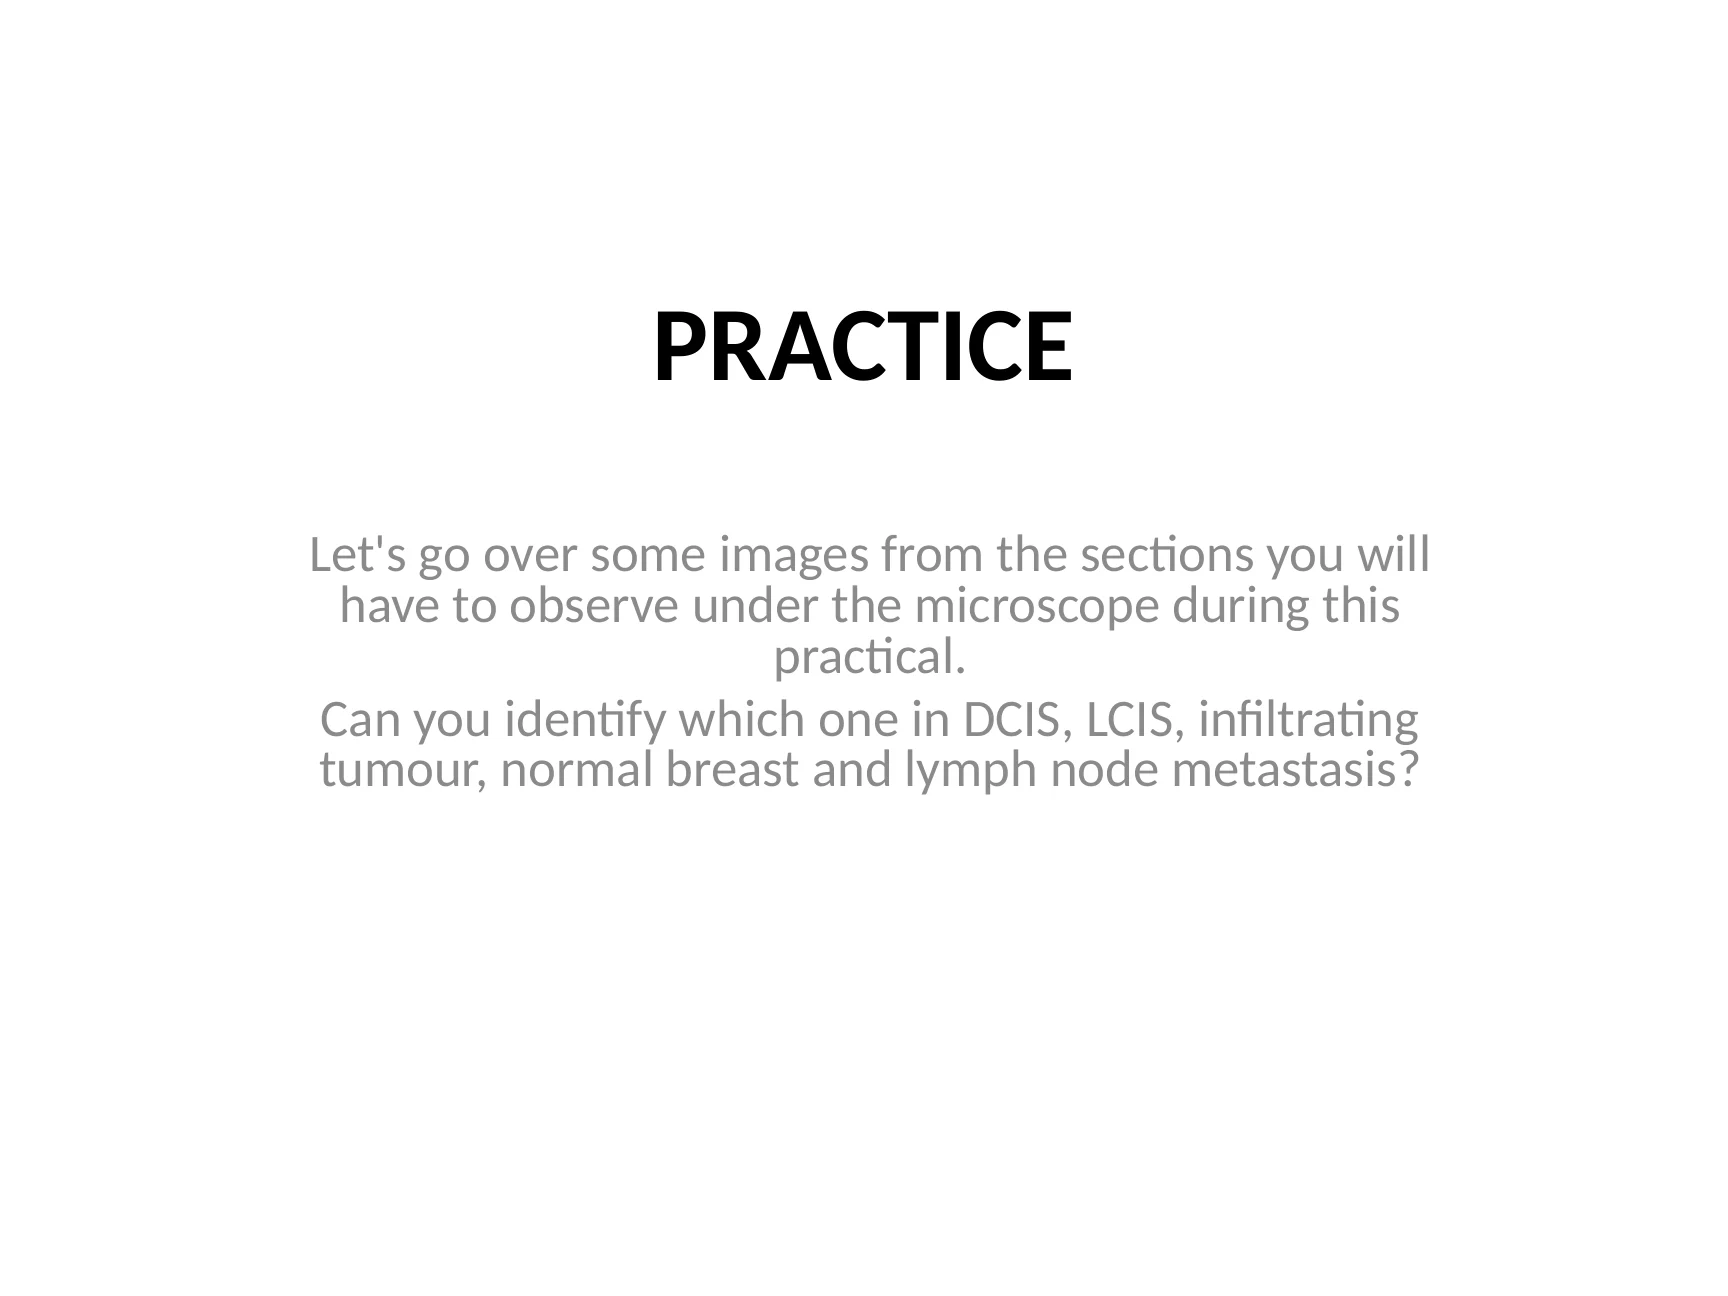 PRACTICE
Let's go over some images from the sections you will
have to observe under the microscope during this
practical.
Can you identify which one in DCIS, LCIS, infiltrating
tumour, normal breast and lymph node metastasis?